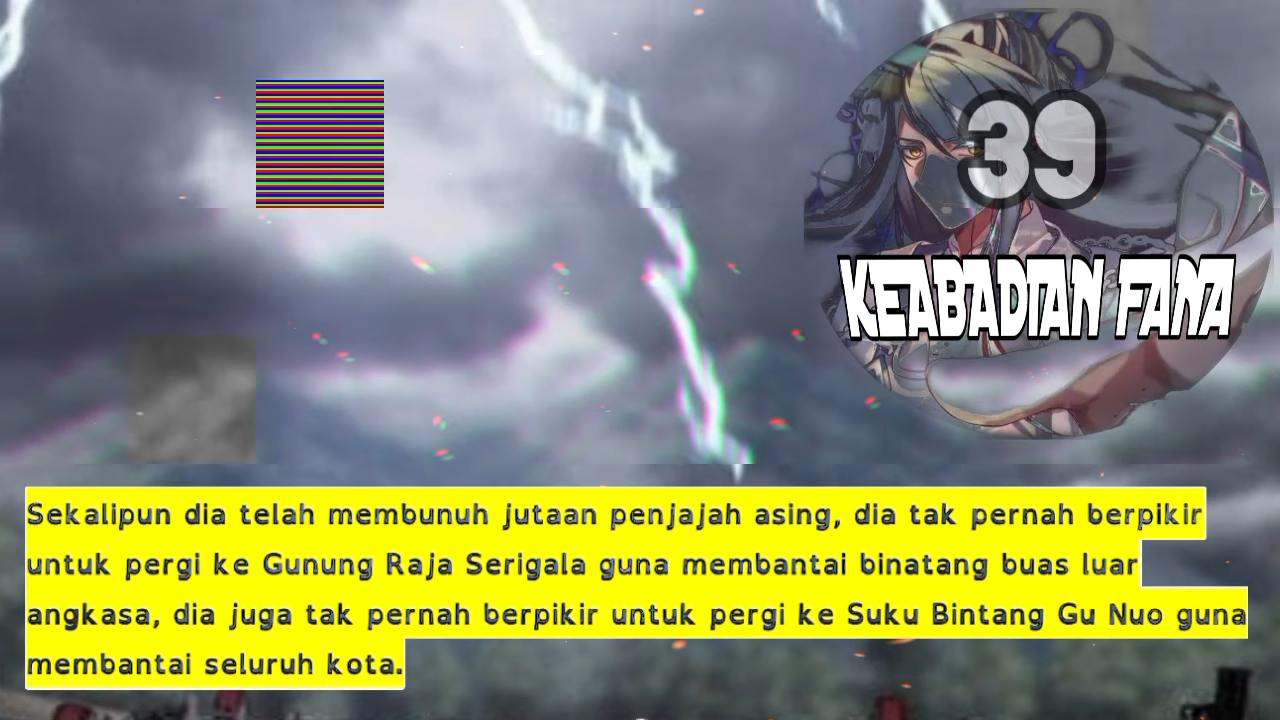 39
KEABADIAN FANA
Sekalipun dia telah membunuh jutaan penjajah asing, dia tak pernah berpikir
untuk pergi ke Gunung Raja Serigala guna membantai binatang buas luar
angkasa, dia juga tak pernah berpikir untuk pergi ke Suku Bintang Gu Nuo guna
membantai seluruh kota.